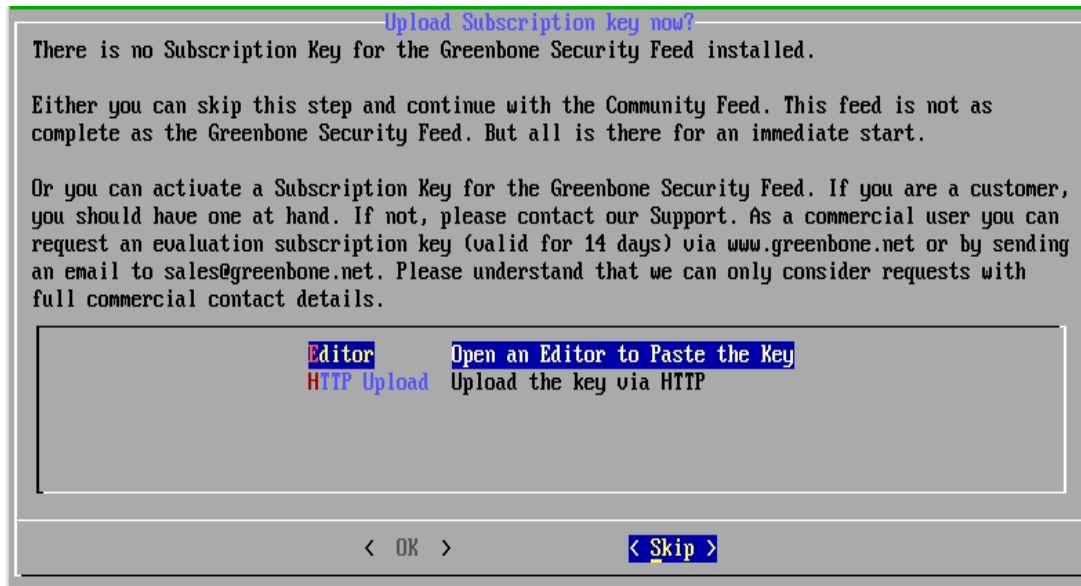 Upload Subscription key now?
There is no Subscription Key for the Greenbone Security Feed installed.
Either you can skip this step and continue with the Community Feed. This feed is not as
complete as the Greenbone Security Feed. But all is there for an immediate start.
Or you can activate a Subscription Key for the Greenbone Security Feed. If you are a customer,
you should have one at hand. If not, please contact our Support. As a commercial user you can
request an evaluation subscription key (valid for 14 days) via www.greenbone.net or by sending
an email to sales@greenbone.net. Please understand that we can only consider requests with
full commercial contact details.
Editor Open an Editor to Paste the Key
HTTP Upload Upload the key via HTTP
< OK > < Skip >